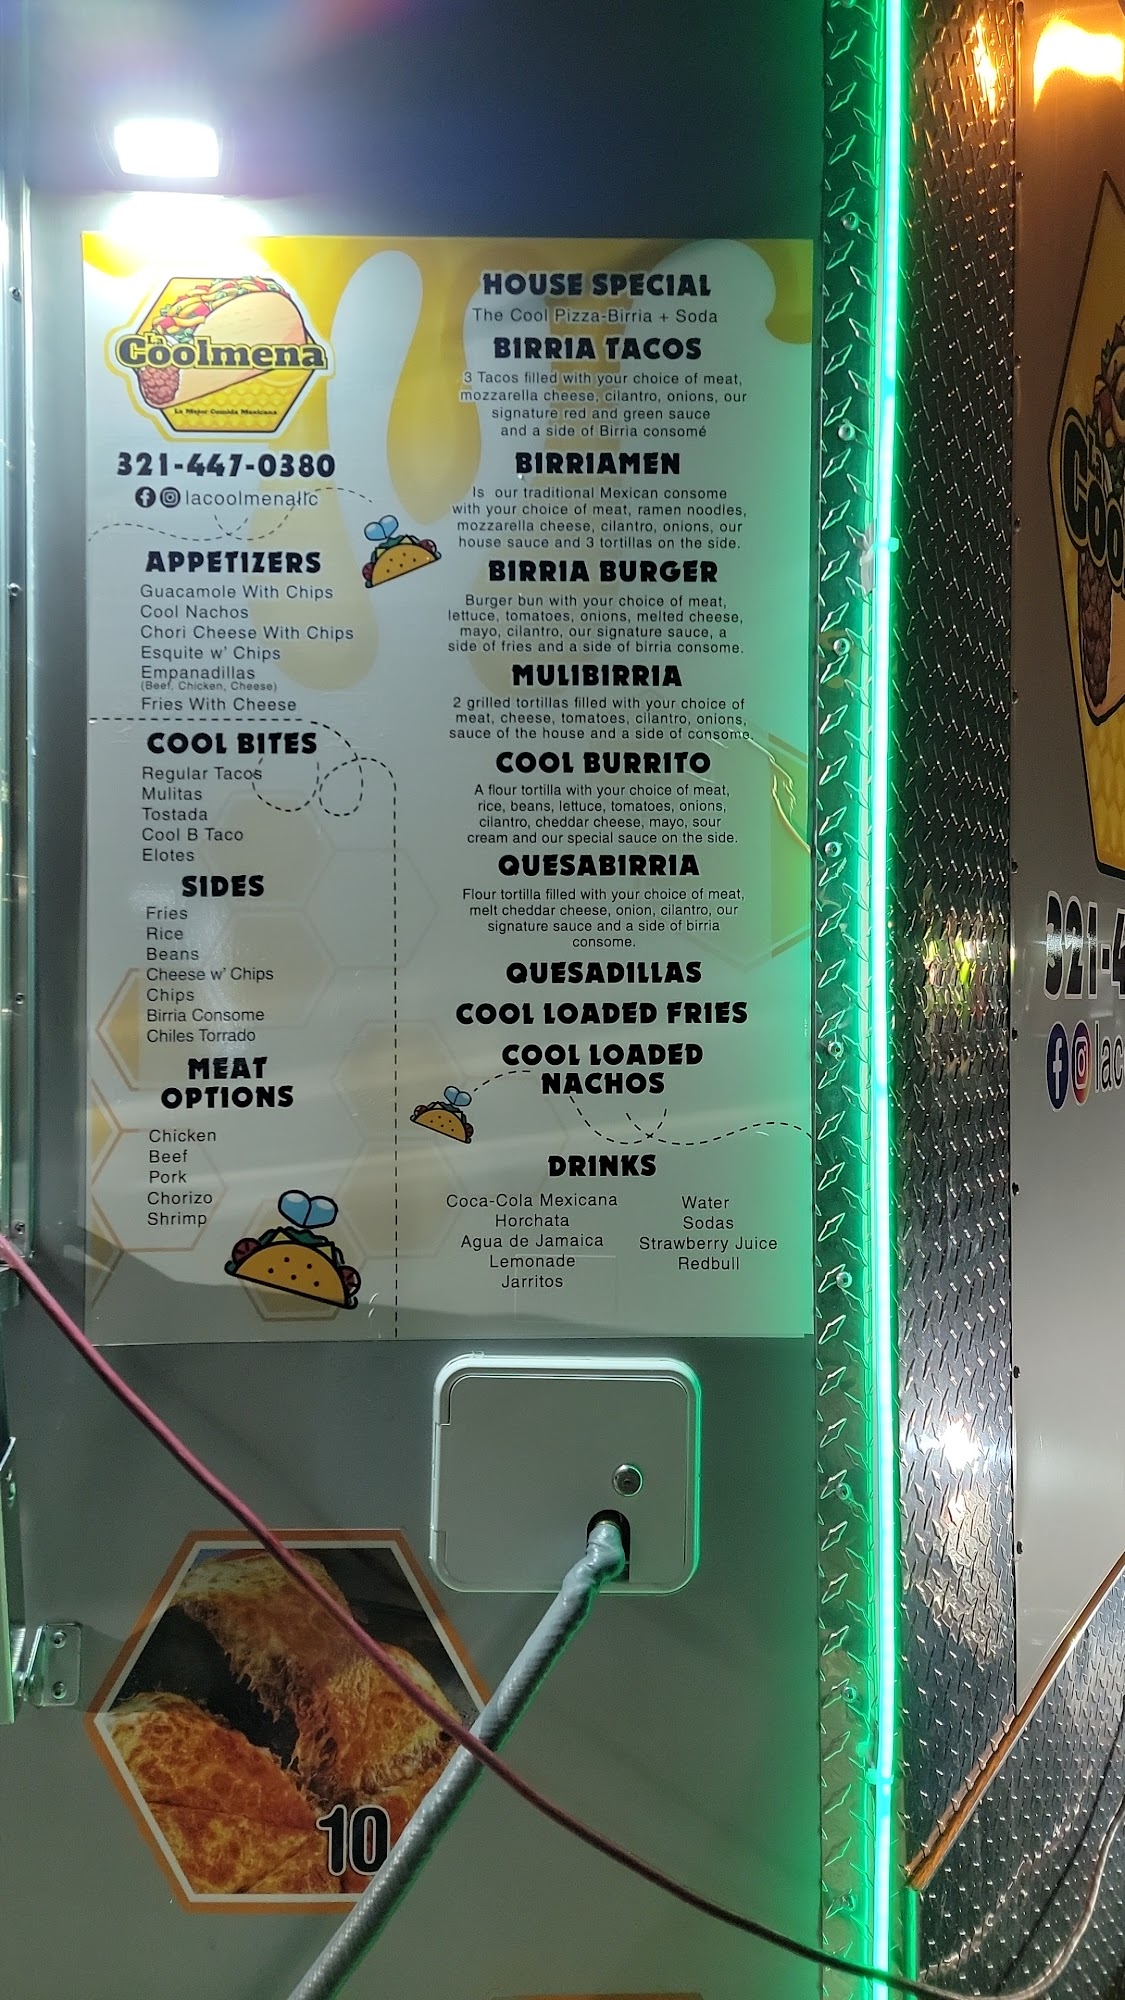 La
Coolmena
La Mejor Comida Mexicana
321-447-0380
lacoolmenallc
APPETIZERS
Guacamole With Chips
Cool Nachos
Chori Cheese With Chips
Esquite w' Chips
Empanadillas
(Beef, Chicken, Cheese)
Fries With Cheese
COOL BITES
Regular Tacos
Mulitas
Tostada
Cool B Taco
Elotes
SIDES
Fries
Rice
Beans
Cheese w' Chips
Chips
Birria Consome
Chiles Torrado
MEAT
OPTIONS
Chicken
Beef
Pork
Chorizo
Shrimp
HOUSE SPECIAL
The Cool Pizza-Birria + Soda
BIRRIA TACOS
3 Tacos filled with your choice of meat,
mozzarella cheese, cilantro, onions, our
signature red and green sauce
and a side of Birria consomé
BIRRIAMEN
Is our traditional Mexican consome
with your choice of meat, ramen noodles,
mozzarella cheese, cilantro, onions, our
house sauce and 3 tortillas on the side.
BIRRIA BURGER
Burger bun with your choice of meat,
lettuce, tomatoes, onions, melted cheese,
mayo, cilantro, our signature sauce, a
side of fries and a side of birria consome.
MULIBIRRIA
2 grilled tortillas filled with your choice of
meat, cheese, tomatoes, cilantro, onions,
sauce of the house and a side of consome.
COOL BURRITO
A flour tortilla with your choice of meat,
rice, beans, lettuce, tomatoes, onions,
cilantro, cheddar cheese, mayo, sour
cream and our special sauce on the side.
QUESABIRRIA
Flour tortilla filled with your choice of meat,
melt cheddar cheese, onion, cilantro, our
signature sauce and a side of birria
consome.
QUESADILLAS
COOL LOADED FRIES
COOL LOADED
NACHOS
DRINKS
Coca-Cola Mexicana
Horchata
Agua de Jamaica
Lemonade
Jarritos
Water
Sodas
Strawberry Juice
Redbull
10
La
Coo
321-4
lac